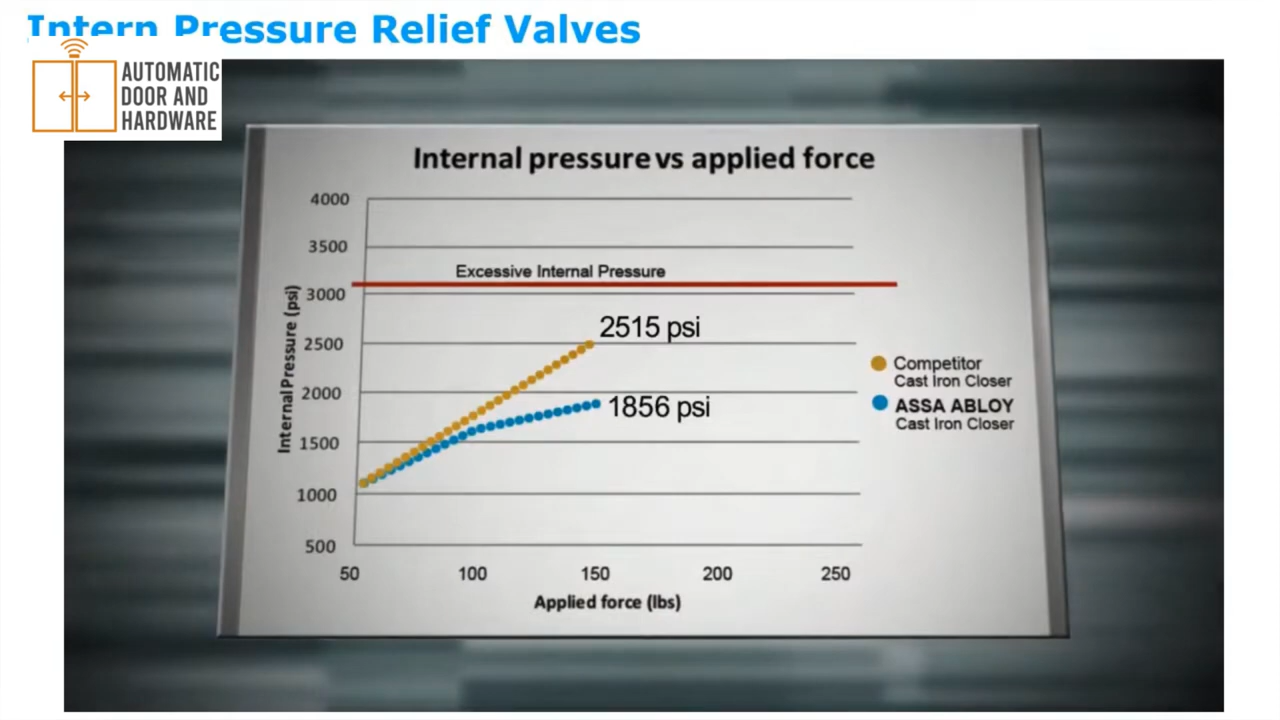 Intern Pressure Relief Valves
AUTOMATIC
DOOR AND
HARDWARE
Internal pressure vs applied force
4000
3500
Excessive Internal Pressure
3000
2515 psi
2500
Internal Pressure (psi)
Competitor
Cast Iron Closer
2000
1856 psi
ASSA ABLOY
Cast Iron Closer
1500
1000
500
50 100 150 200 250
Applied force (lbs)